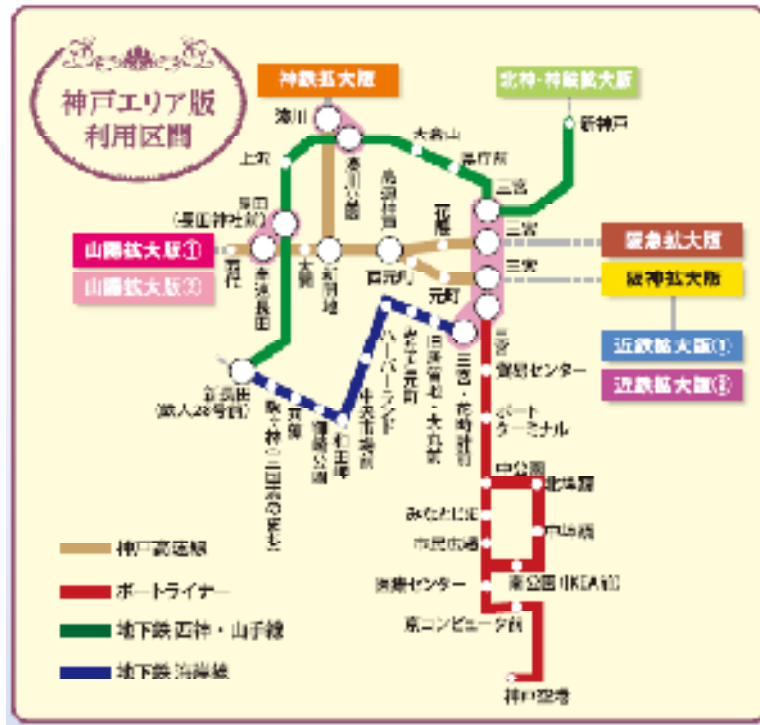 神戸エリア版
利用区間
神鉄拡大版
北神・神鉄拡大版
湊川
新神戸
大倉山
県庁前
上沢
湊川公園
高速神戸
三宮
長田
(長田神社前)
花隈
三宮
阪急拡大版
山陽拡大版①
山陽拡大版②
西代
高速長田
大開
新開地
西元町
元町
三宮
阪神拡大版
三宮
近鉄拡大版①
近鉄拡大版②
新長田
(鉄人28号前)
駒ヶ林
苅藻
御崎公園
和田岬
中央市場前
ハーバーランド
みなと元町
旧居留地・大丸前
三宮・花時計前
貿易センター
ポート
ターミナル
中公園
北埠頭
みなとじま
市民広場
中埠頭
医療センター
南公園(IKEA前)
京コンピュータ前
神戸空港
神戸高速線
ポートライナー
地下鉄 西神・山手線
地下鉄 海岸線